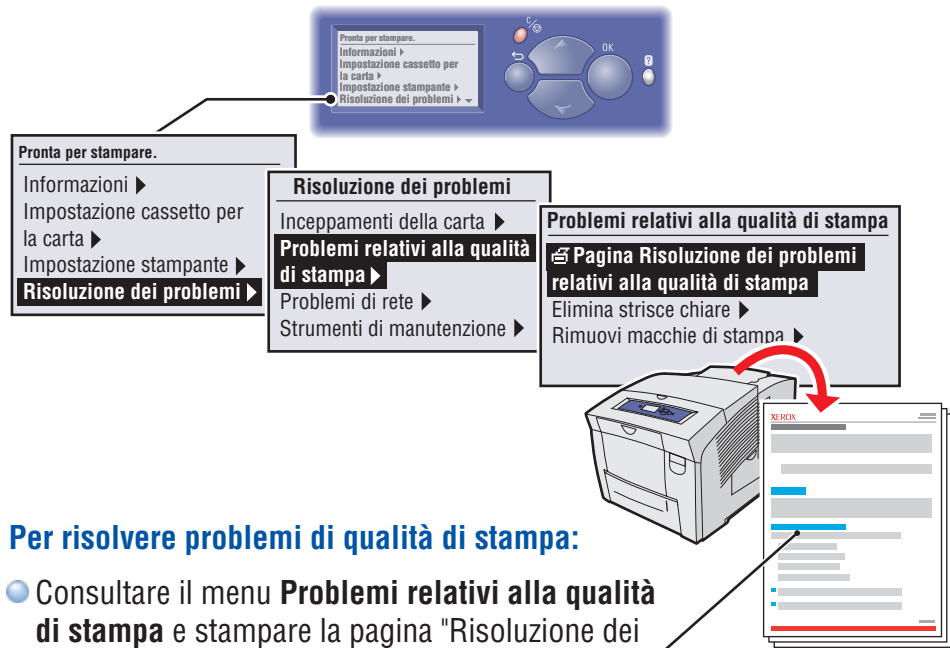 Pronta per stampare.
Informazioni
Impostazione cassetto per
la carta
Impostazione stampante
Risoluzione dei problemi
C/
OK
?
Pronta per stampare.
Informazioni
Impostazione cassetto per
la carta
Impostazione stampante
Risoluzione dei problemi
Risoluzione dei problemi
Inceppamenti della carta
Problemi relativi alla qualità
di stampa
Problemi di rete
Strumenti di manutenzione
Problemi relativi alla qualità di stampa
Pagina Risoluzione dei problemi
relativi alla qualità di stampa
Elimina strisce chiare
Rimuovi macchie di stampa
XEROX
Per risolvere problemi di qualità di stampa:
Consultare il menu Problemi relativi alla qualità
di stampa e stampare la pagina "Risoluzione dei